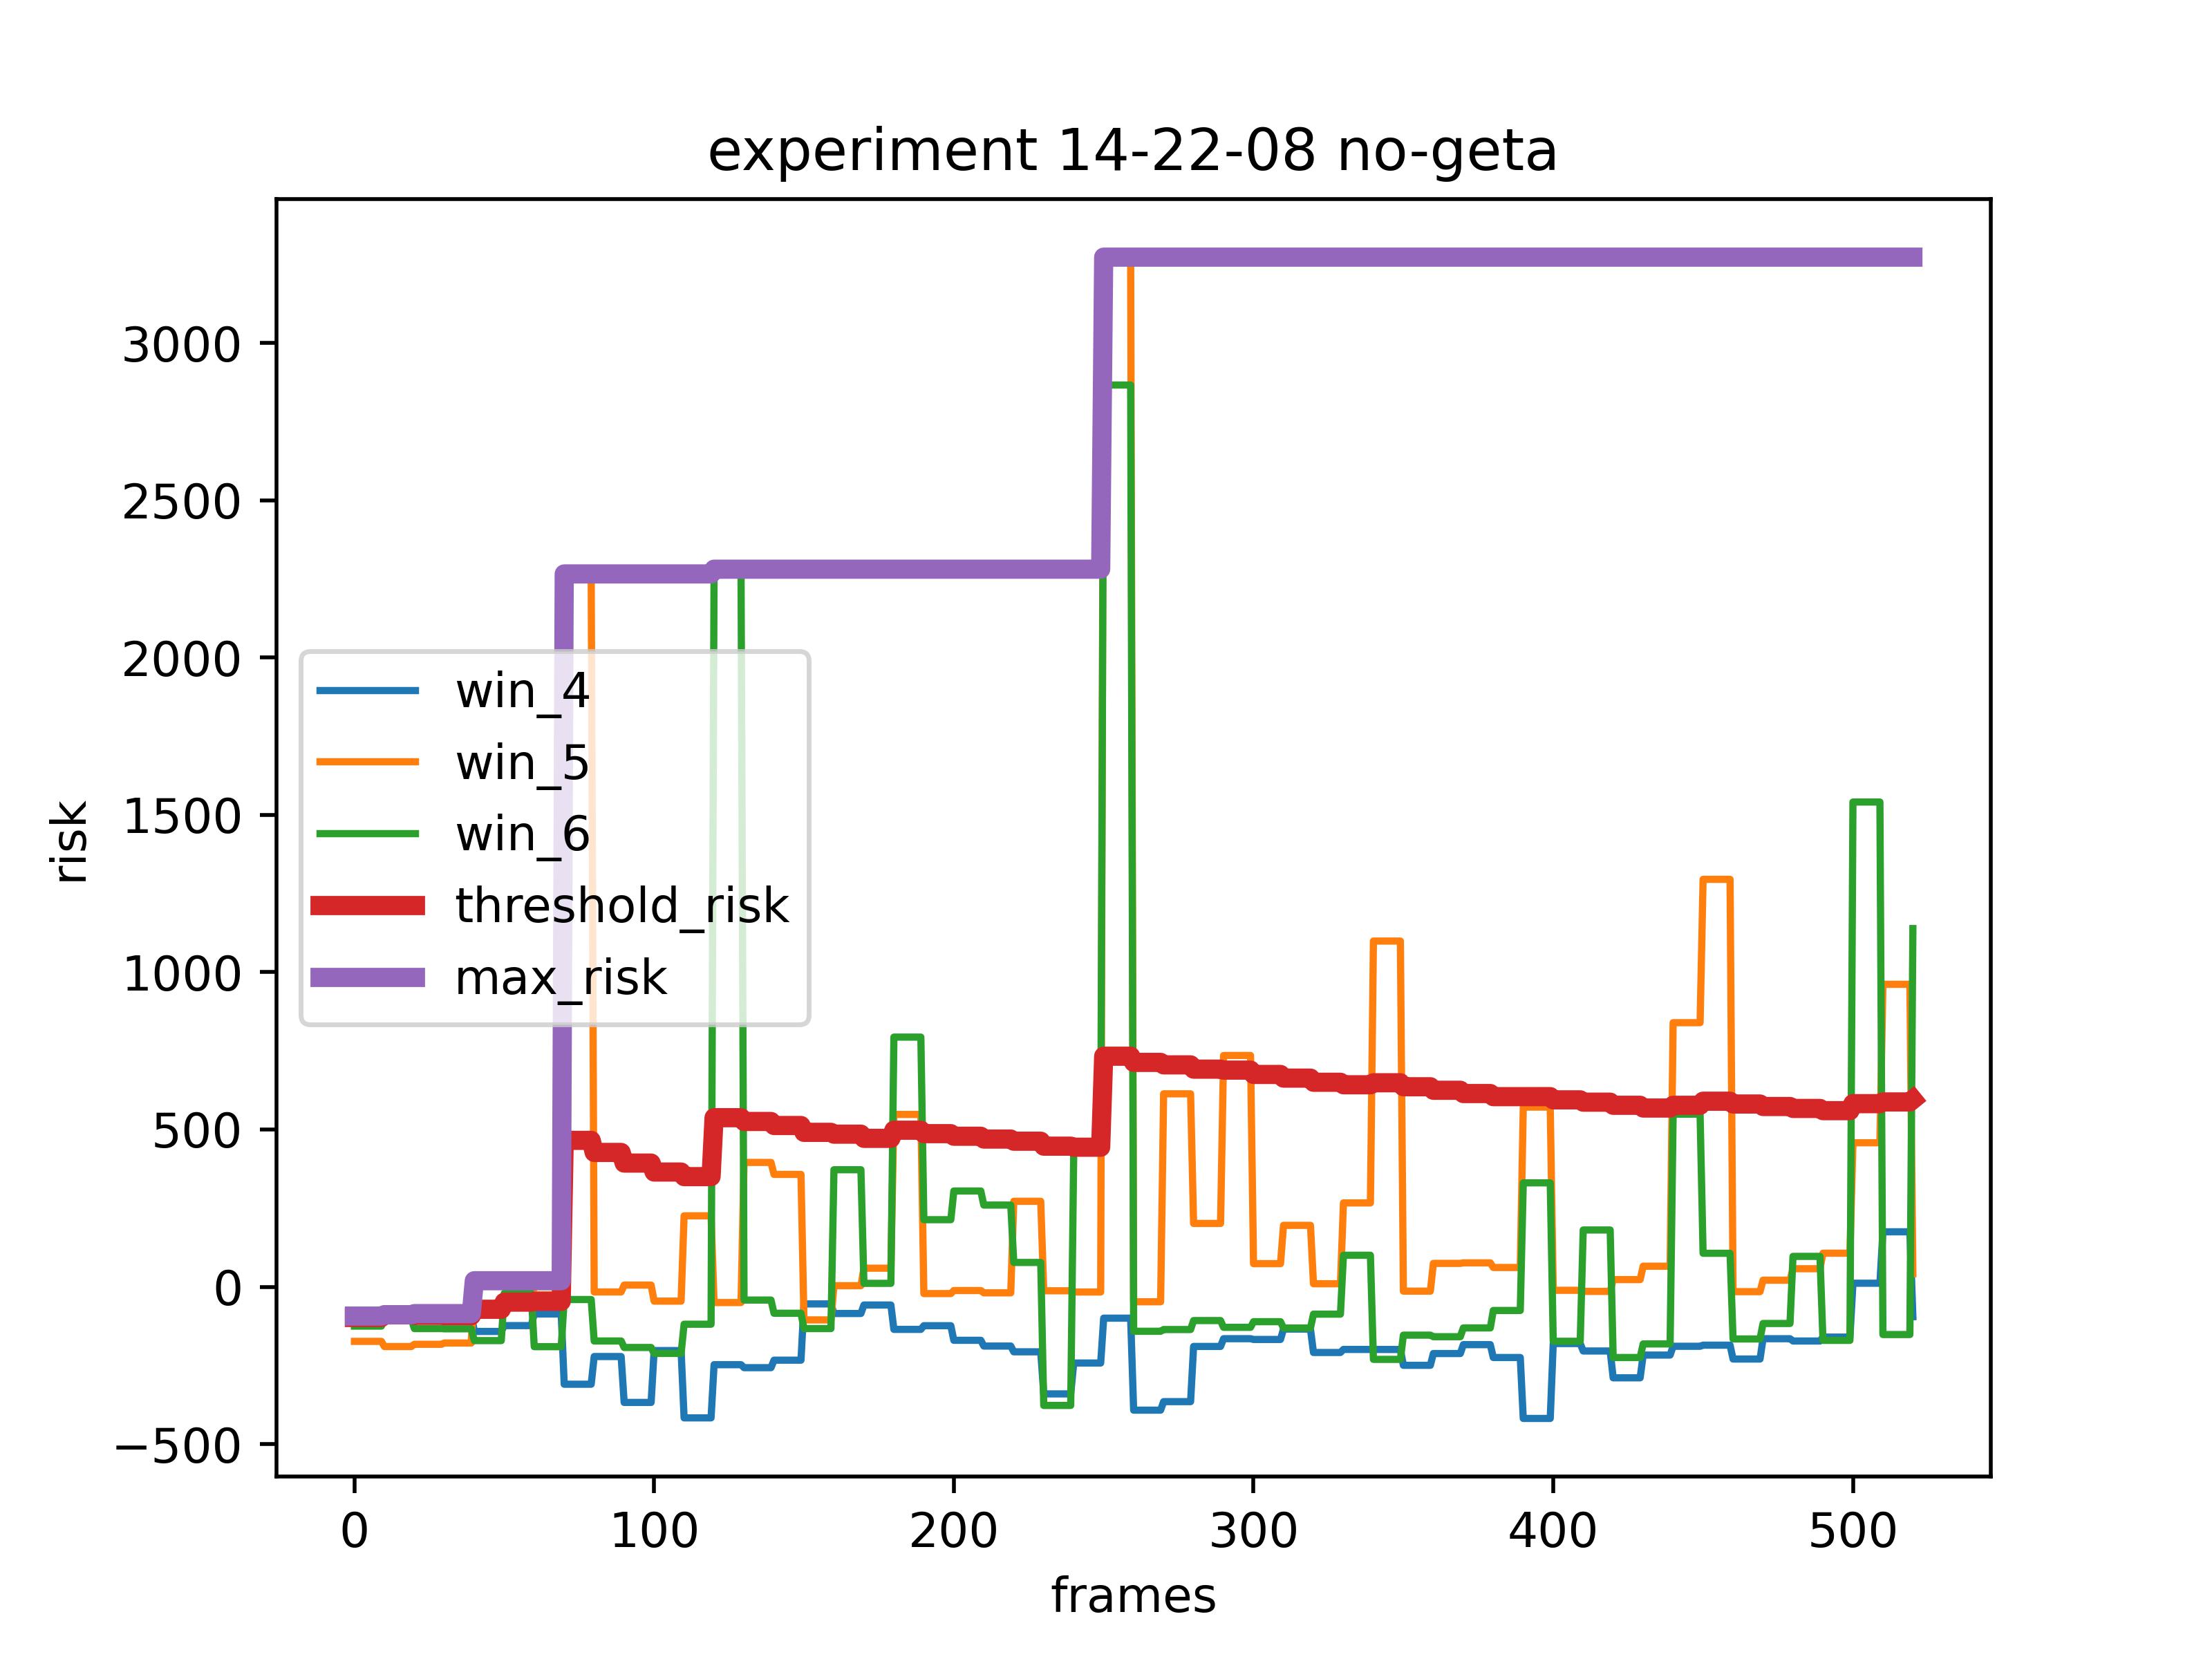 experiment 14-22-08 no-geta
3000
2500
2000
1500
1000
500
0
−500
risk
win_4
win_5
win_6
threshold_risk
max_risk
0 100 200 300 400 500
frames